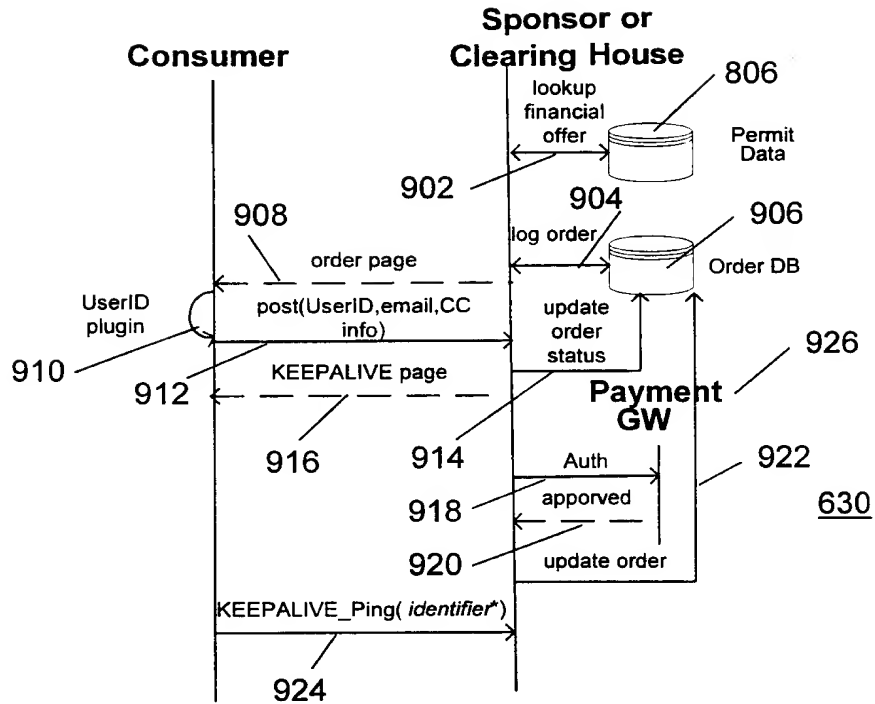 Consumer
Sponsor or
Clearing House
806
lookup
financial
offer
Permit
Data
902
904
906
908
log order
order page
Order DB
UserID
plugin
post(UserID,email,CC
info)
update
order
status
910
912
KEEPALIVE page
926
Payment
GW
916
914
Auth
922
918
apporved
630
920
update order
KEEPALIVE_Ping( identifier*)
924